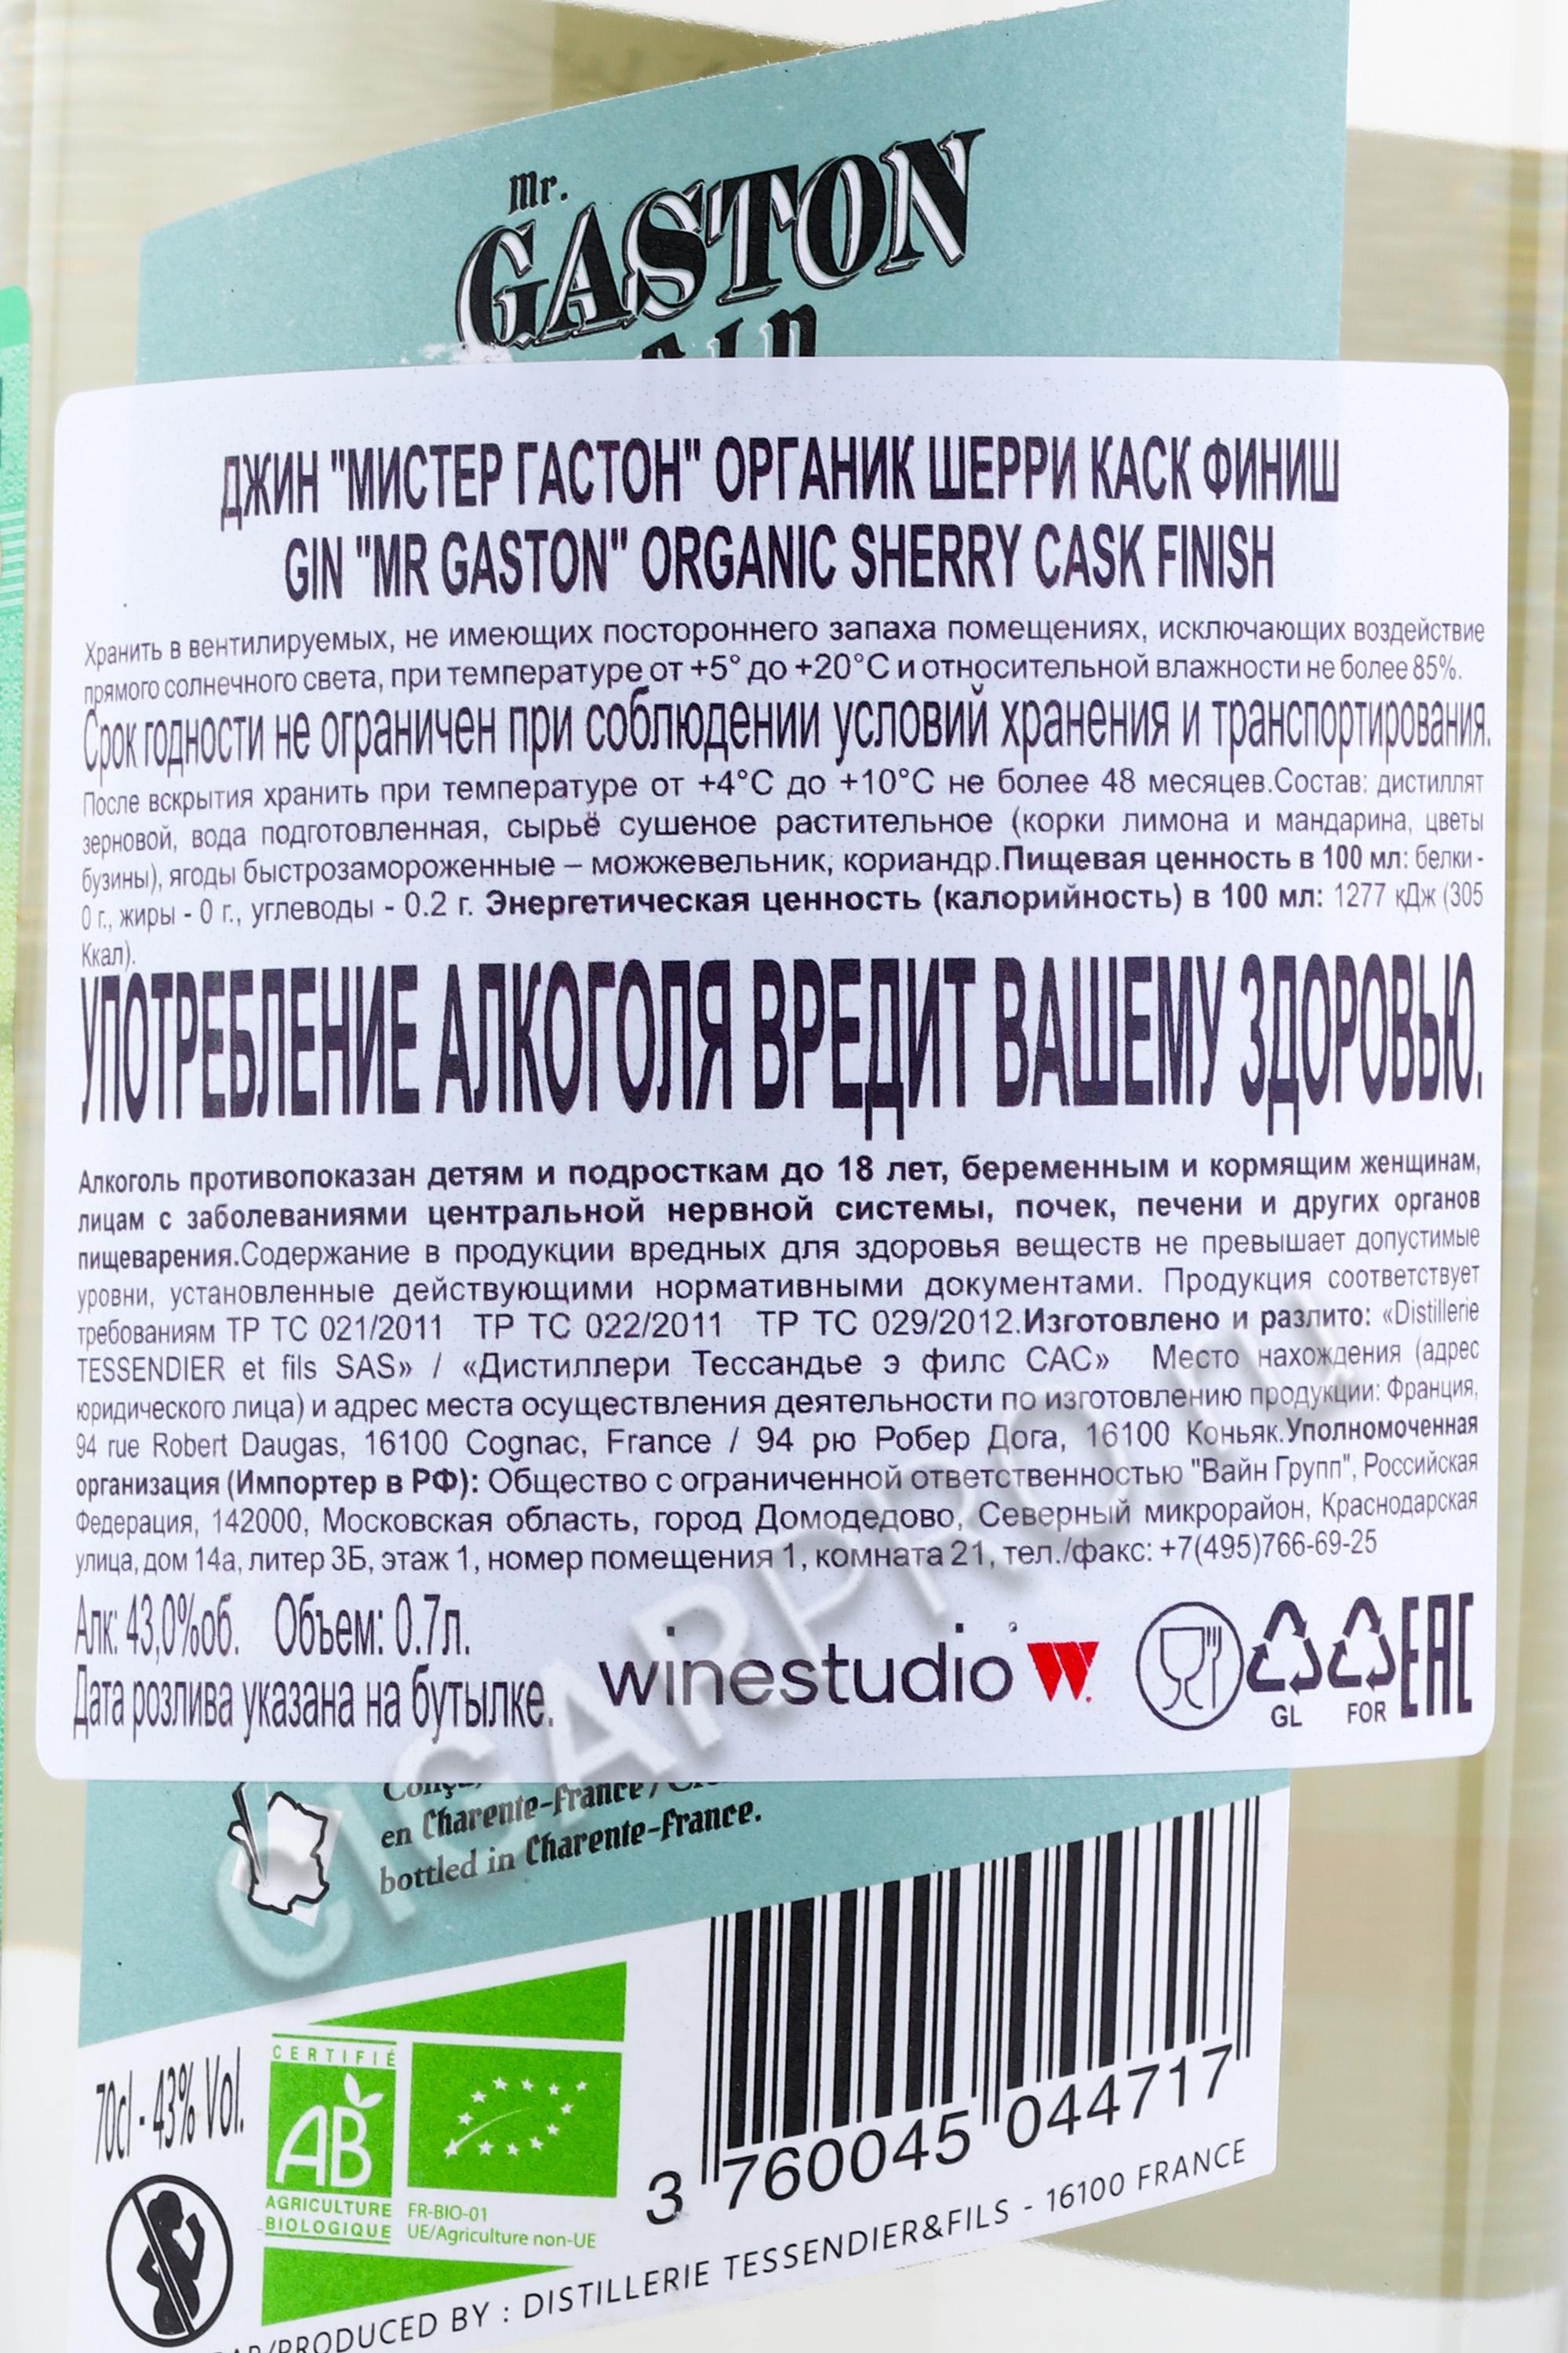 Mr.
GASTON
ДЖИН "МИСТЕР ГАСТОН" ОРГАНИК ШЕРРИ КАСК ФИНИШ
GIN "MR GASTON" ORGANIC SHERRY CASK FINISH
Хранить в вентилируемых, не имеющих постороннего запаха помещениях, исключающих воздействие
прямого солнечного света, при температуре от +5° до +20°C и относительной влажности не более 85%.
Срок годности не ограничен при соблюдении условий хранения и транспортирования.
После вскрытия хранить при температуре от +4°C до +10°C не более 48 месяцев.Состав: дистиллят
зерновой, вода подготовленная, сырьё сушеное растительное (корки лимона и мандарина, цветы
бузины), ягоды быстрозамороженные – можжевельник, кориандр.Пищевая ценность в 100 мл: белки -
0 г., жиры - 0 г., углеводы - 0.2 г. Энергетическая ценность (калорийность) в 100 мл: 1277 кДж (305
Ккал).
УПОТРЕБЛЕНИЕ АЛКОГОЛЯ ВРЕДИТ ВАШЕМУ ЗДОРОВЬЮ.
Алкоголь противопоказан детям и подросткам до 18 лет, беременным и кормящим женщинам,
лицам с заболеваниями центральной нервной системы, почек, печени и других органов
пищеварения.Содержание в продукции вредных для здоровья веществ не превышает допустимые
уровни, установленные действующими нормативными документами. Продукция соответствует
требованиям ТР ТС 021/2011 ТР ТС 022/2011 ТР ТС 029/2012.Изготовлено и разлито: «Distillerie
TESSENDIER et fils SAS» / «Дистиллери Тессандье э филс САС» Место нахождения (адрес
юридического лица) и адрес места осуществления деятельности по изготовлению продукции: Франция,
94 rue Robert Daugas, 16100 Cognac, France / 94 рю Робер Дога, 16100 Коньяк.Уполномоченная
организация (Импортер в РФ): Общество с ограниченной ответственностью "Вайн Групп", Российская
Федерация, 142000, Московская область, город Домодедово, Северный микрорайон, Краснодарская
улица, дом 14а, литер 3Б, этаж 1, номер помещения 1, комната 21, тел./факс: +7(495)766-69-25
Алк: 43,0%об. Объем: 0.7л.
Дата розлива указана на бутылке.
winestudio W.
GL
FOR
EAC
CIGARPRO.ru
en Charente-France /
bottled in Charente-France.
70cl - 43% Vol.
CERTIFIÉ
AB
AGRICULTURE
BIOLOGIQUE
FR-BIO-01
UE/Agriculture non-UE
3 760045 044717
/PRODUCED BY : DISTILLERIE TESSENDIER&FILS - 16100 FRANCE